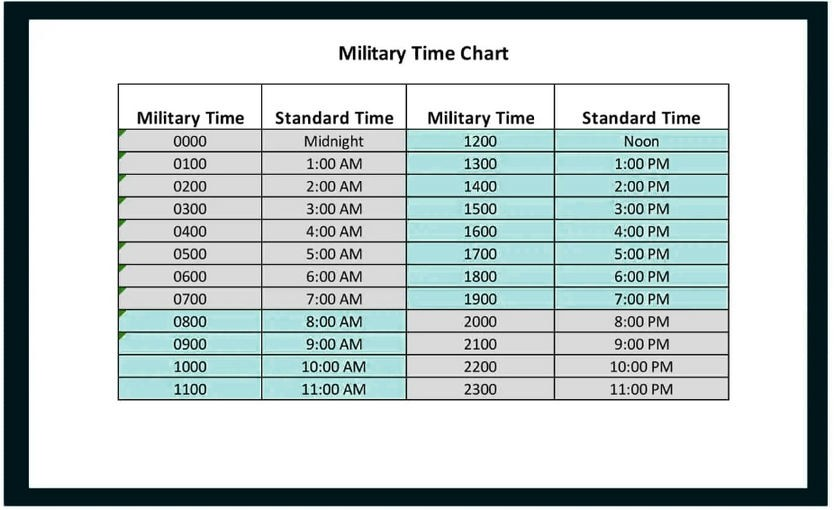 Military Time Chart
Military Time Standard Time Military Time Standard Time
0000 Midnight 1200 Noon
0100 1:00 AM 1300 1:00 PM
0200 2:00 AM 1400 2:00 PM
0300 3:00 AM 1500 3:00 PM
0400 4:00 AM 1600 4:00 PM
0500 5:00 AM 1700 5:00 PM
0600 6:00 AM 1800 6:00 PM
0700 7:00 AM 1900 7:00 PM
0800 8:00 AM 2000 8:00 PM
0900 9:00 AM 2100 9:00 PM
1000 10:00 AM 2200 10:00 PM
1100 11:00 AM 2300 11:00 PM